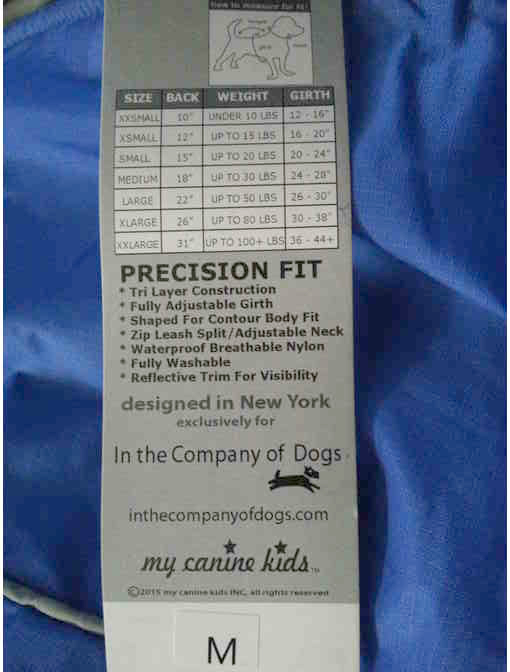 how to measure for fit!
SIZE BACK WEIGHT GIRTH
XXSMALL 10" UNDER 10 LBS 12 - 16"
XSMALL 12" UP TO 15 LBS 16 - 20"
SMALL 15" UP TO 20 LBS 20 - 24"
MEDIUM 18" UP TO 30 LBS 24 - 28"
LARGE 22" UP TO 50 LBS 26 - 30"
XLARGE 26" UP TO 80 LBS 30 - 38"
XXLARGE 31" UP TO 100+ LBS 36 - 44+
PRECISION FIT
* Tri Layer Construction
* Fully Adjustable Girth
* Shaped For Contour Body Fit
* Zip Leash Split/Adjustable Neck
* Waterproof Breathable Nylon
* Fully Washable
* Reflective Trim For Visibility
designed in New York
exclusively for
In the Company of Dogs
inthecompanyofdogs.com
my canine kids™
©2015 my canine kids INC, all rights reserved
M